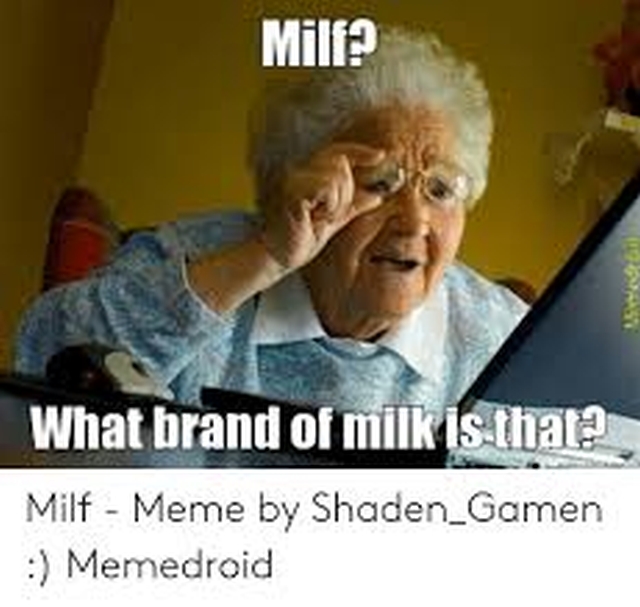 Milf?
What brand of milk is that?
Milf - Meme by Shaden_Gamen
:) Memedroid